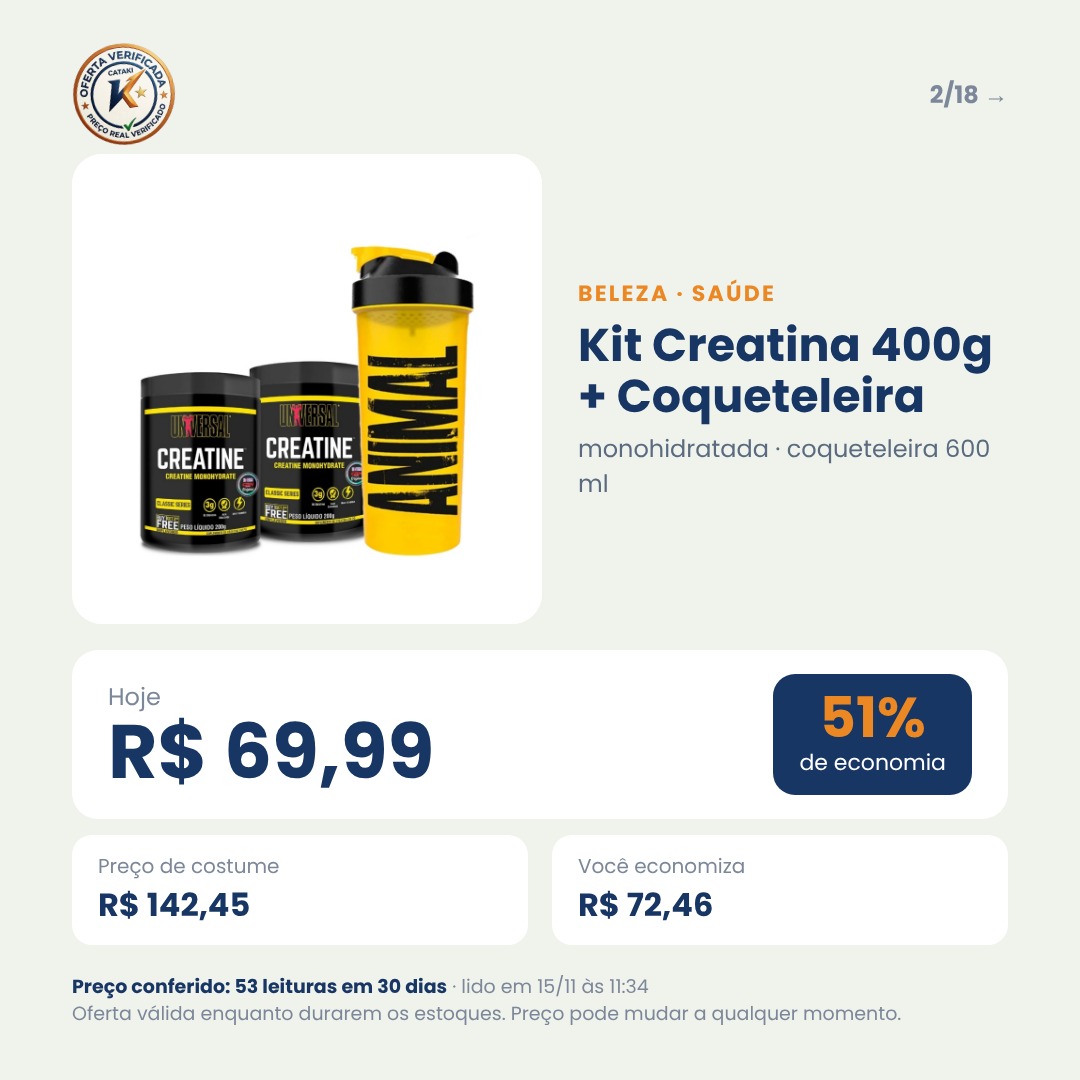 OFERTA VERIFICADA
CATAKI
K
PREÇO REAL VERIFICADO
2/18 →
UNIVERSAL
CREATINE
CREATINE MONOHYDRATE
CLASSIC SERIES
3g
FREE
PESO LÍQUIDO 200g
UNIVERSAL
CREATINE
CREATINE MONOHYDRATE
CLASSIC SERIES
3g
FREE
PESO LÍQUIDO 200g
ANIMAL
BELEZA · SAÚDE
Kit Creatina 400g
+ Coqueteleira
monohidratada · coqueteleira 600
ml
Hoje
R$ 69,99
51%
de economia
Preço de costume
R$ 142,45
Você economiza
R$ 72,46
Preço conferido: 53 leituras em 30 dias · lido em 15/11 às 11:34
Oferta válida enquanto durarem os estoques. Preço pode mudar a qualquer momento.